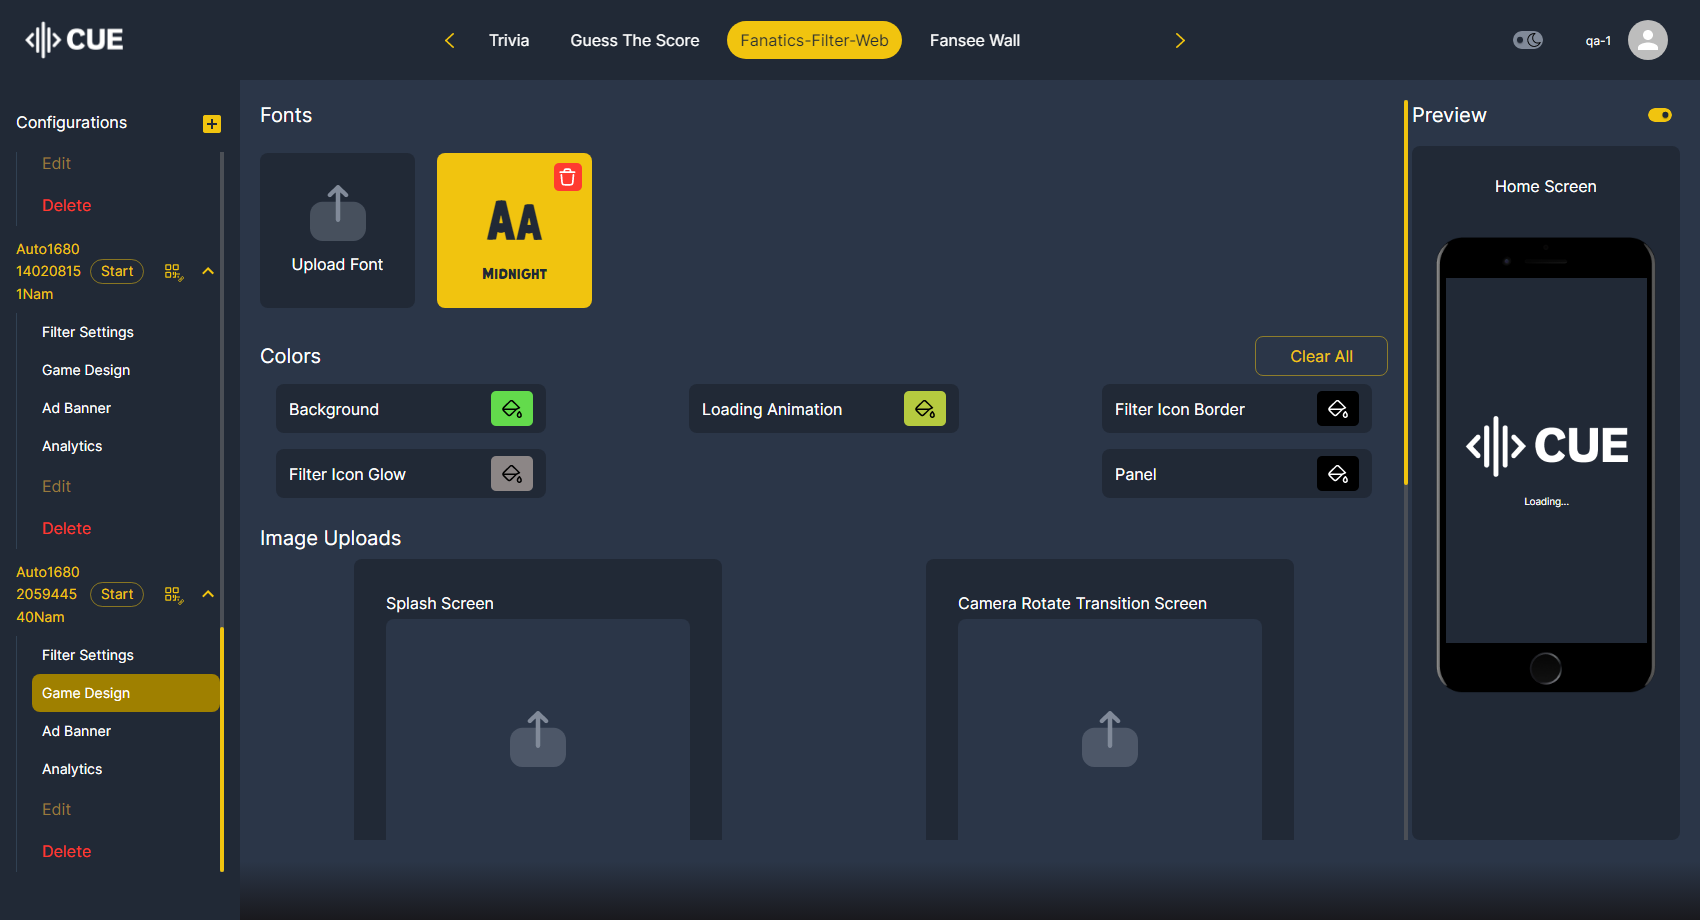 CUE
Trivia
Guess The Score
Fanatics-Filter-Web
Fansee Wall
qa-1
Configurations
Edit
Delete
Auto1680
14020815
1Nam
Start
Filter Settings
Game Design
Ad Banner
Analytics
Edit
Delete
Auto1680
2059445
40Nam
Start
Filter Settings
Game Design
Ad Banner
Analytics
Edit
Delete
Fonts
Upload Font
AA
MIDNIGHT
Colors
Clear All
Background
Loading Animation
Filter Icon Border
Filter Icon Glow
Panel
Image Uploads
Splash Screen
Camera Rotate Transition Screen
Preview
Home Screen
CUE
Loading...